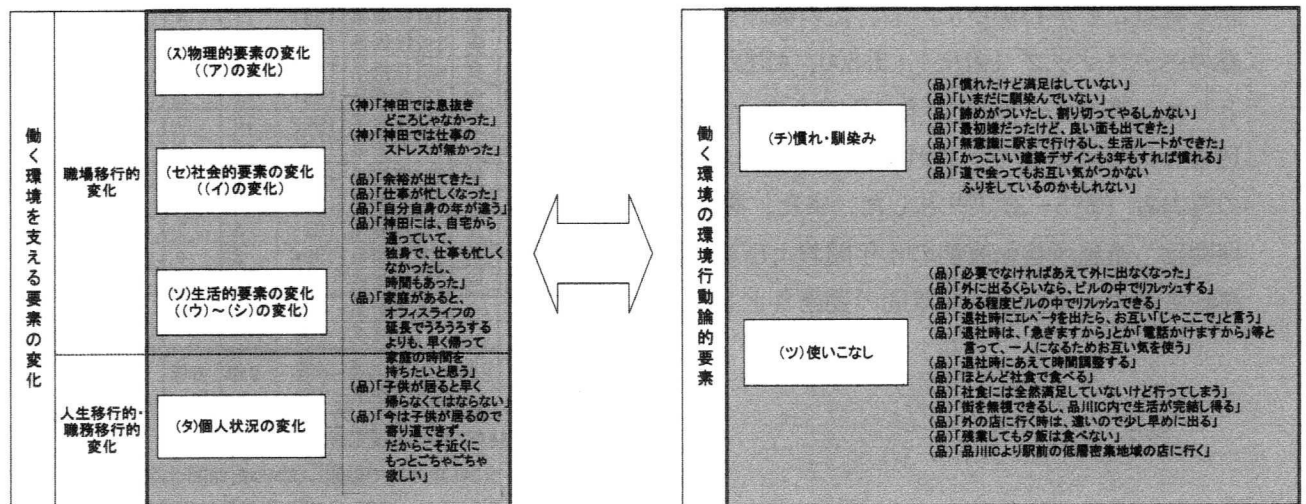 働く環境を支える要素の変化
職場移行的
変化
(ス)物理的要素の変化
((ア)の変化)
(セ)社会的要素の変化
((イ)の変化)
(ソ)生活的要素の変化
((ウ)~(シ)の変化)
人生移行的・
職務移行的
変化
(タ)個人状況の変化
(神)「神田では息抜き
どころじゃなかった」
(神)「神田では仕事の
ストレスが無かった」
(品)「余裕が出てきた」
(品)「仕事が忙しくなった」
(品)「自分自身の年が違う」
(品)「神田には、自宅から
通っていて、
独身で、仕事も忙しく
なかったし、
時間もあった」
(品)「家庭があると、
オフィスライフの
延長でうろうろする
よりも、早く帰って
家庭の時間を
持ちたいと思う」
(品)「子供が居ると早く
帰らなくてはならない」
(品)「今は子供が居るので
寄り道できず、
だからこそ近くに
もっとごちゃごちゃ
欲しい」
働く環境の環境行動論的要素
(チ)慣れ・馴染み
(品)「慣れたけど満足はしていない」
(品)「いまだに馴染んでいない」
(品)「諦めがついたし、割り切ってやるしかない」
(品)「最初嫌だったけど、良い面も出てきた」
(品)「無意識に駅まで行けるし、生活ルートができた」
(品)「かっこいい建築デザインも3年もすれば慣れる」
(品)「道で会ってもお互い気がつかない
ふりをしているのかもしれない」
(ツ)使いこなし
(品)「必要でなければあえて外に出なくなった」
(品)「外に出るくらいなら、ビルの中でリフレッシュする」
(品)「ある程度ビルの中でリフレッシュできる」
(品)「退社時にエレベータを出たら、お互い「じゃここで」と言う」
(品)「退社時は、「急ぎますから」とか「電話かけますから」等と
言って、一人になるためお互い気を使う」
(品)「退社時にあえて時間調整する」
(品)「ほとんど社食で食べる」
(品)「社食には全然満足していないけど行ってしまう」
(品)「街を無視できるし、品川IC内で生活が完結し得る」
(品)「外の店に行く時は、遠いので少し早めに出る」
(品)「残業しても夕飯は食べない」
(品)「品川ICより駅前の低層密集地域の店に行く」